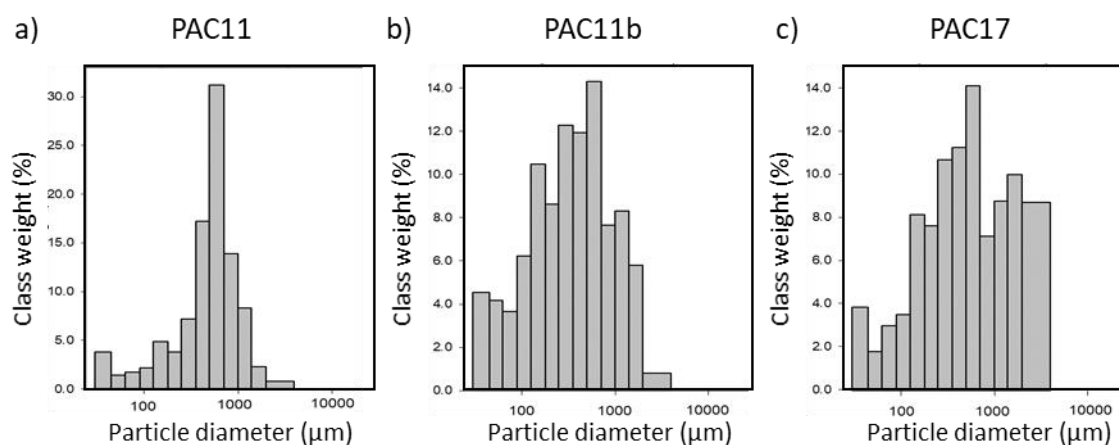 a) PAC11
Class weight (%)
30.0
25.0
20.0
15.0
10.0
5.0
0.0
100 1000 10000
Particle diameter (µm)
b) PAC11b
Class weight (%)
14.0
12.0
10.0
8.0
6.0
4.0
2.0
0.0
100 1000 10000
Particle diameter (µm)
c) PAC17
Class weight (%)
14.0
12.0
10.0
8.0
6.0
4.0
2.0
0.0
100 1000 10000
Particle diameter (µm)